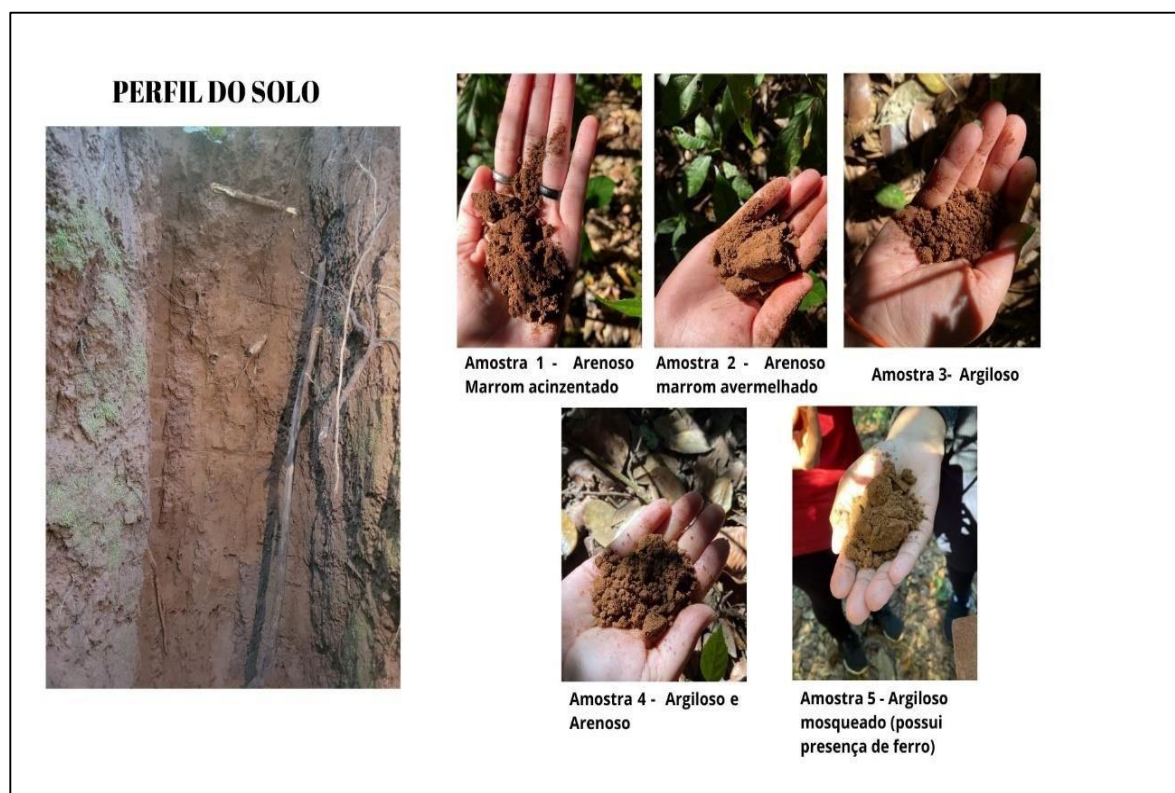 PERFIL DO SOLO
Amostra 1 - Arenoso
Marrom acinzentado
Amostra 2 - Arenoso
marrom avermelhado
Amostra 3- Argiloso
Amostra 4 - Argiloso e
Arenoso
Amostra 5 - Argiloso
mosqueado (possui
presença de ferro)